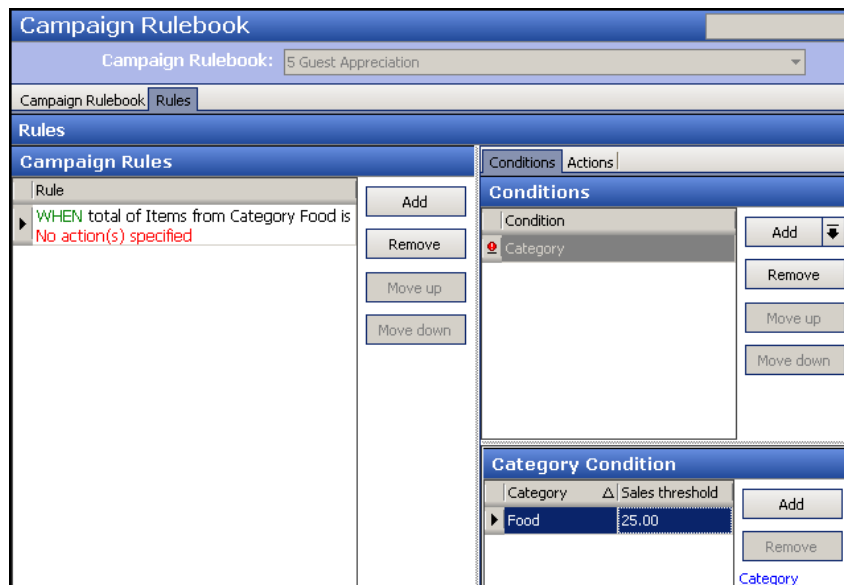 Campaign Rulebook
Campaign Rulebook: 5 Guest Appreciation
Campaign Rulebook Rules
Rules
Campaign Rules
Rule
WHEN total of Items from Category Food is
No action(s) specified
Add
Remove
Move up
Move down
Conditions Actions
Conditions
Condition
Category
Add
Remove
Move up
Move down
Category Condition
Category Sales threshold
Food 25.00
Add
Remove
Category